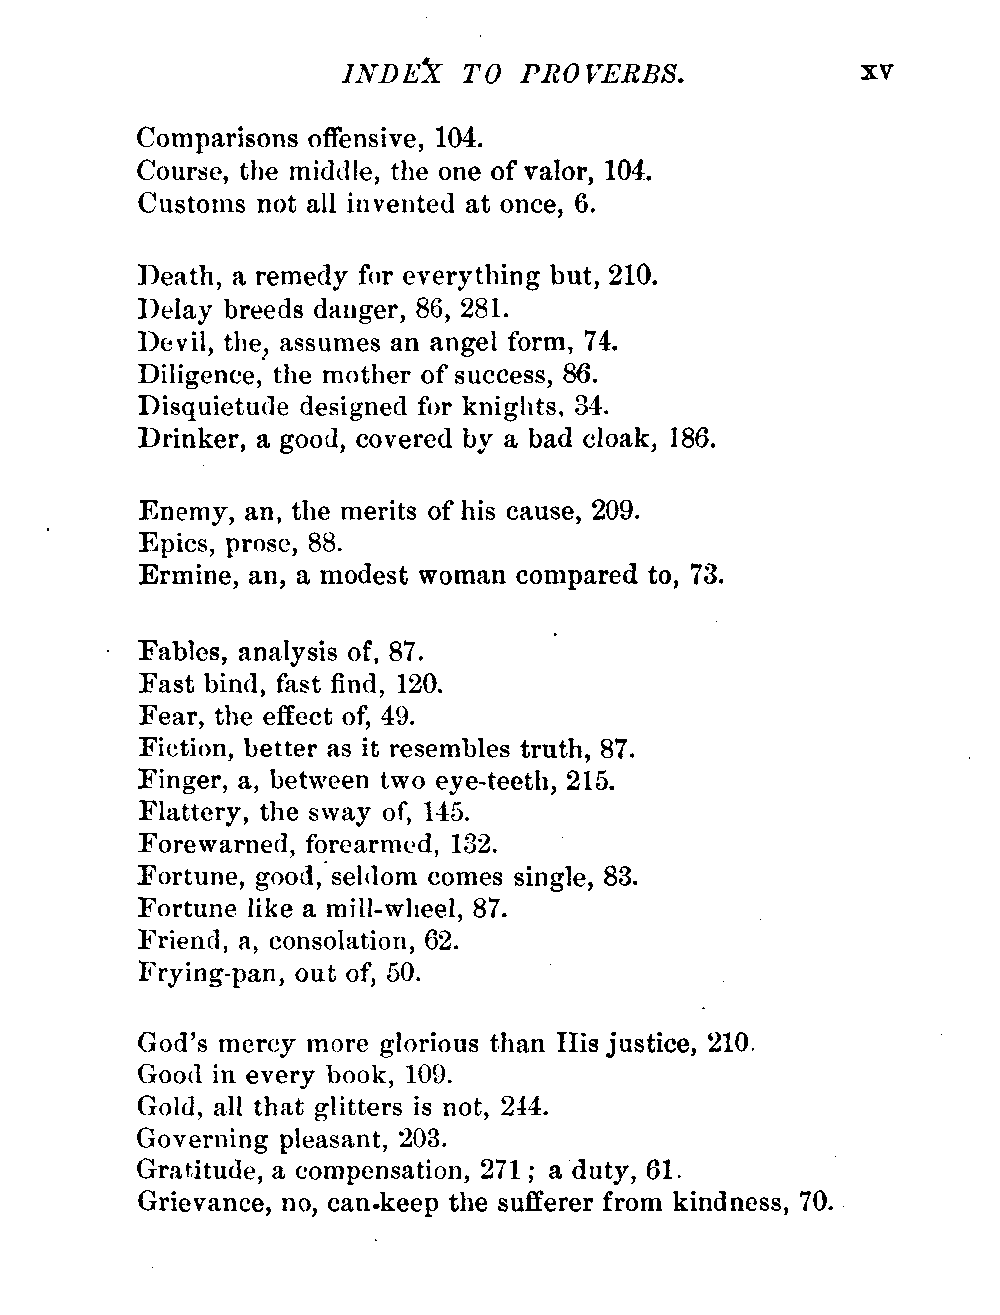 INDEX TO PROVERBS. XV
Comparisons offensive, 104.
Course, the middle, the one of valor, 104.
Customs not all invented at once, 6.
Death, a remedy for everything but, 210.
Delay breeds danger, 86, 281.
Devil, the, assumes an angel form, 74.
Diligence, the mother of success, 86.
Disquietude designed for knights, 34.
Drinker, a good, covered by a bad cloak, 186.
Enemy, an, the merits of his cause, 209.
Epics, prose, 88.
Ermine, an, a modest woman compared to, 73.
Fables, analysis of, 87.
Fast bind, fast find, 120.
Fear, the effect of, 49.
Fiction, better as it resembles truth, 87.
Finger, a, between two eye-teeth, 215.
Flattery, the sway of, 145.
Forewarned, forearmed, 132.
Fortune, good, seldom comes single, 83.
Fortune like a mill-wheel, 87.
Friend, a, consolation, 62.
Frying-pan, out of, 50.
God's mercy more glorious than His justice, 210.
Good in every book, 109.
Gold, all that glitters is not, 244.
Governing pleasant, 203.
Gratitude, a compensation, 271; a duty, 61.
Grievance, no, can keep the sufferer from kindness, 70.